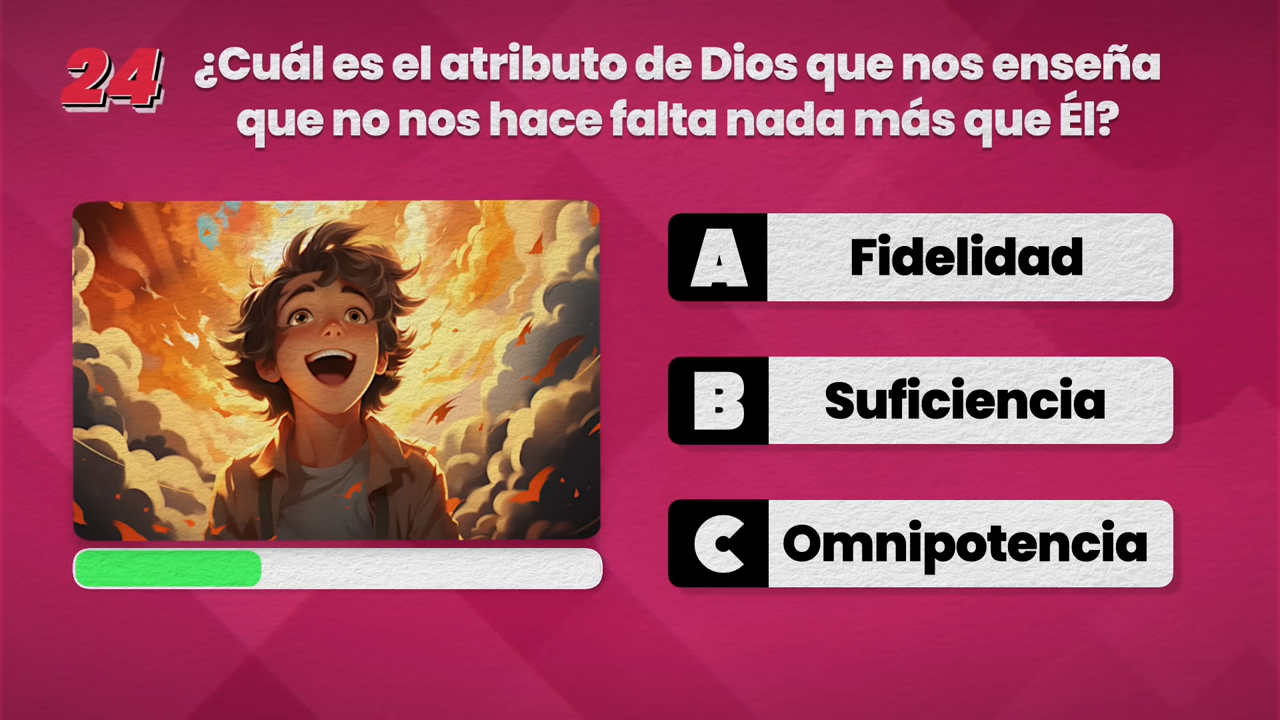 24
¿Cuál es el atributo de Dios que nos enseña
que no nos hace falta nada más que Él?
A Fidelidad
B Suficiencia
C Omnipotencia